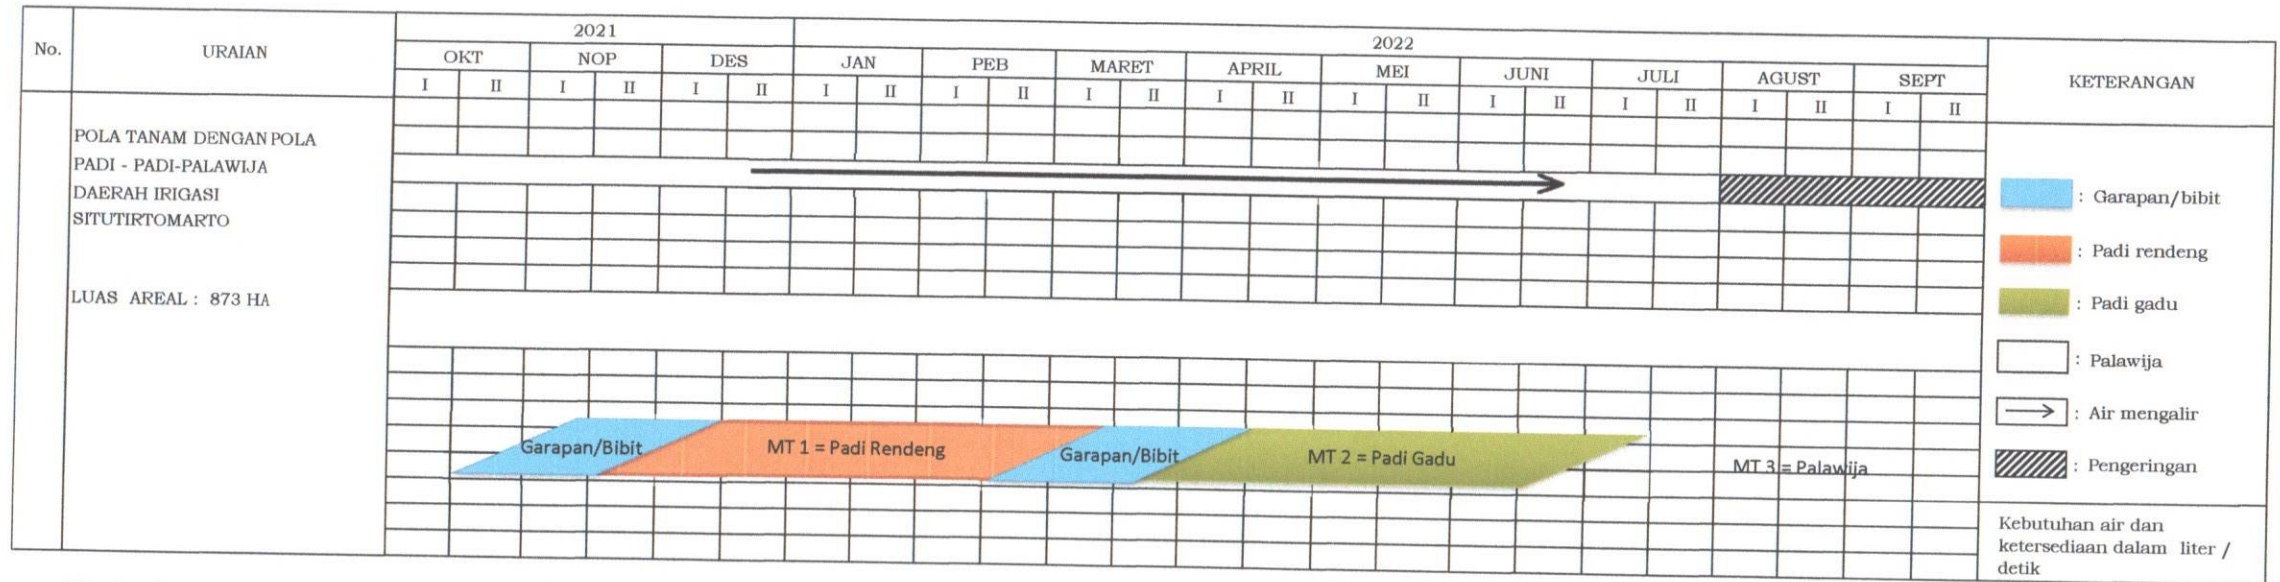 No. URAIAN 2021 2022 KETERANGAN
OKT NOP DES JAN PEB MARET APRIL MEI JUNI JULI AGUST SEPT
I II I II I II I II I II I II I II I II I II I II I II I II
POLA TANAM DENGAN POLA
PADI - PADI-PALAWIJA
DAERAH IRIGASI
SITUTIRTOMARTO
LUAS AREAL : 873 HA
Garapan/Bibit MT 1 = Padi Rendeng Garapan/Bibit MT 2 = Padi Gadu MT 3 = Palawija
: Garapan/bibit
: Padi rendeng
: Padi gadu
: Palawija
: Air mengalir
: Pengeringan
Kebutuhan air dan
ketersediaan dalam liter /
detik